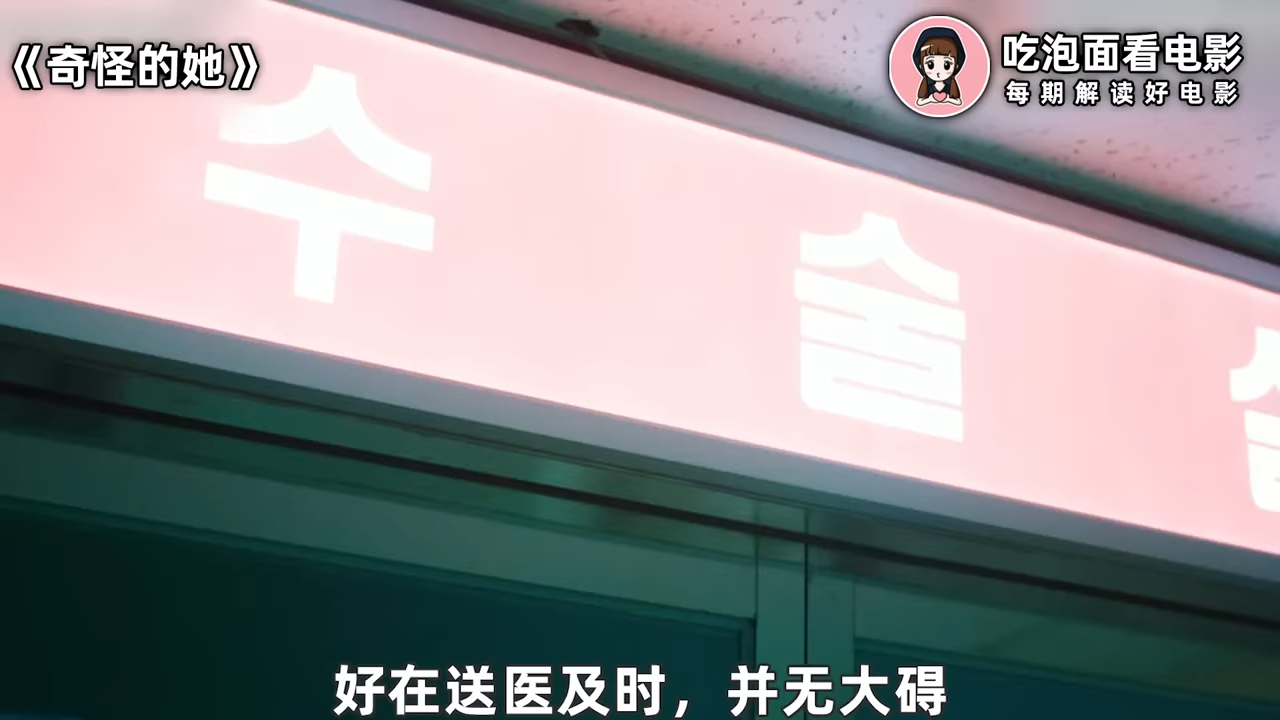 《奇怪的她》
吃泡面看电影
每期解读好电影
수술
好在送医及时，并无大碍